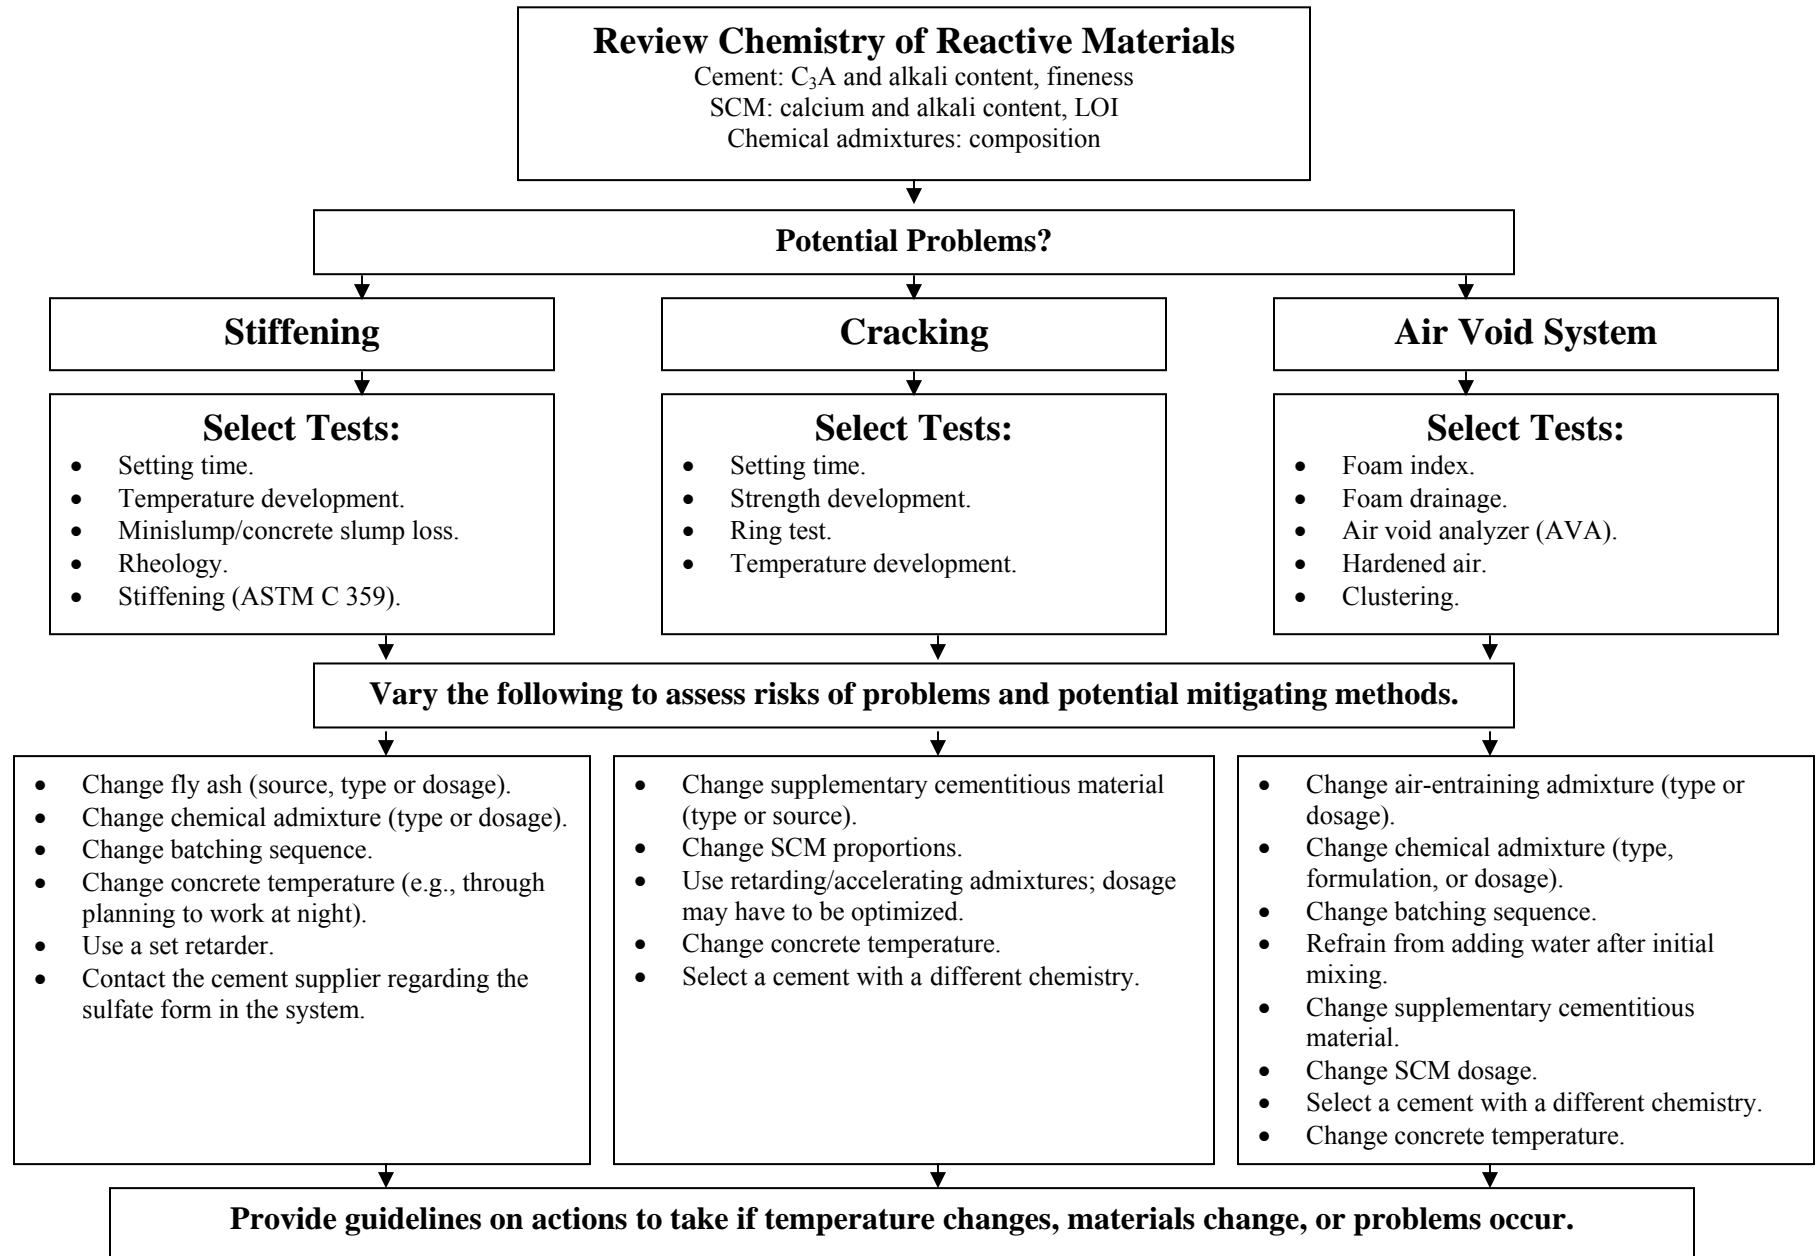 Review Chemistry of Reactive Materials
Cement: C₃A and alkali content, fineness
SCM: calcium and alkali content, LOI
Chemical admixtures: composition
Potential Problems?
Stiffening
Cracking
Air Void System
Select Tests:
• Setting time.
• Temperature development.
• Minislump/concrete slump loss.
• Rheology.
• Stiffening (ASTM C 359).
Select Tests:
• Setting time.
• Strength development.
• Ring test.
• Temperature development.
Select Tests:
• Foam index.
• Foam drainage.
• Air void analyzer (AVA).
• Hardened air.
• Clustering.
Vary the following to assess risks of problems and potential mitigating methods.
• Change fly ash (source, type or dosage).
• Change chemical admixture (type or dosage).
• Change batching sequence.
• Change concrete temperature (e.g., through
planning to work at night).
• Use a set retarder.
• Contact the cement supplier regarding the
sulfate form in the system.
• Change supplementary cementitious material
(type or source).
• Change SCM proportions.
• Use retarding/accelerating admixtures; dosage
may have to be optimized.
• Change concrete temperature.
• Select a cement with a different chemistry.
• Change air-entraining admixture (type or
dosage).
• Change chemical admixture (type,
formulation, or dosage).
• Change batching sequence.
• Refrain from adding water after initial
mixing.
• Change supplementary cementitious
material.
• Change SCM dosage.
• Select a cement with a different chemistry.
• Change concrete temperature.
Provide guidelines on actions to take if temperature changes, materials change, or problems occur.